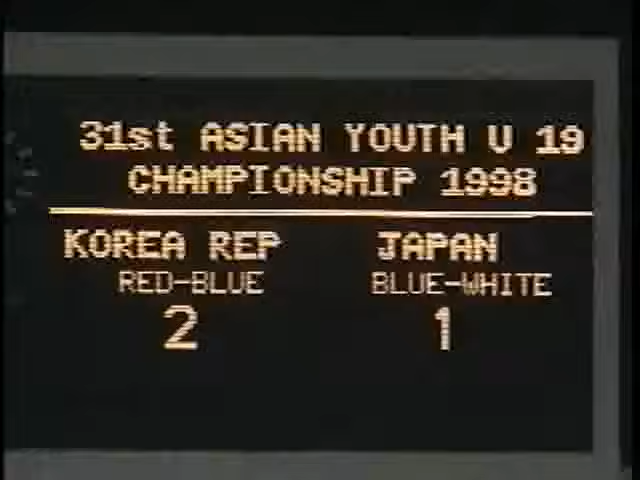 31st ASIAN YOUTH U 19
CHAMPIONSHIP 1998
KOREA REP JAPAN
RED-BLUE BLUE-WHITE
2 1